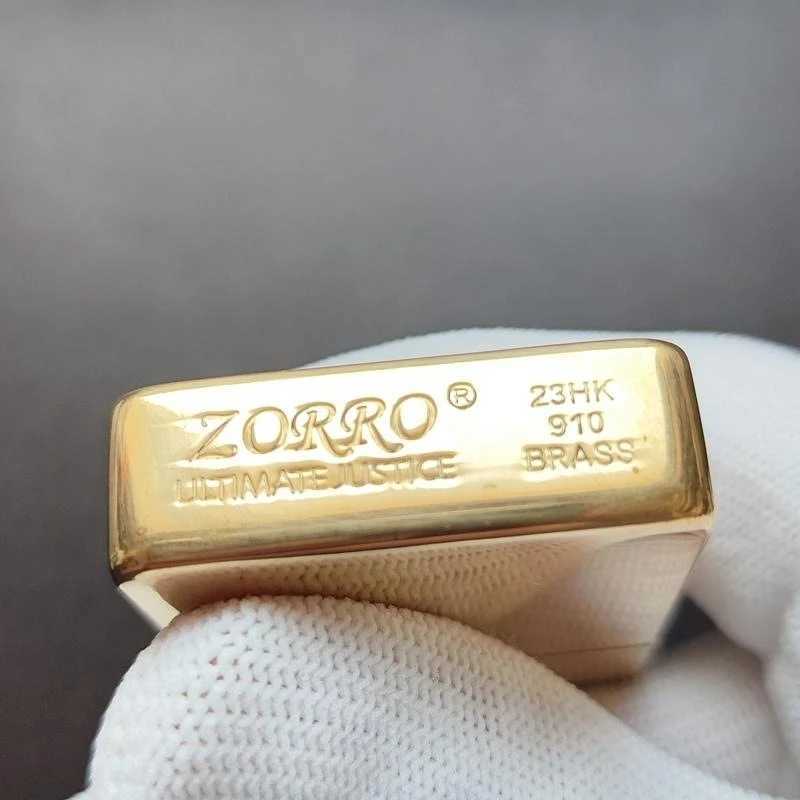 ZORRO®
ULTIMATE JUSTICE
23HK
910
BRASS